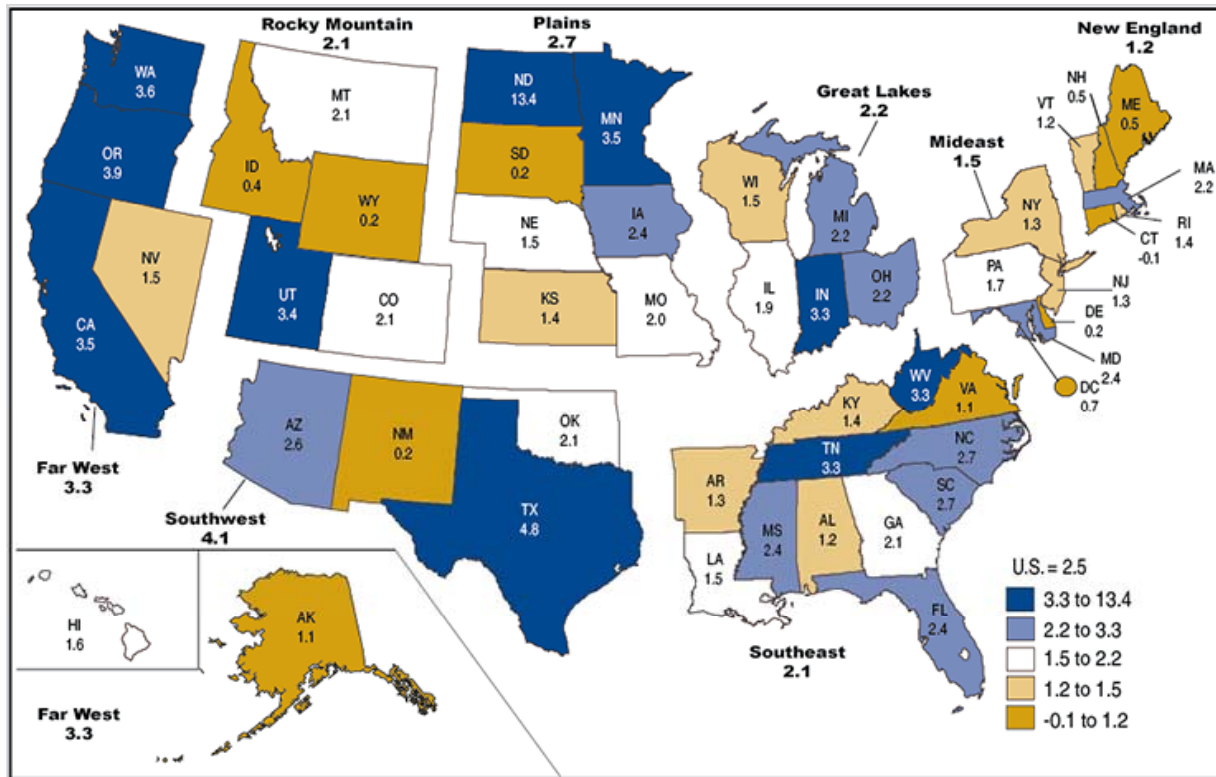 Rocky Mountain
2.1
Plains
2.7
New England
1.2
WA
3.6
OR
3.9
CA
3.5
NV
1.5
ID
0.4
MT
2.1
WY
0.2
UT
3.4
CO
2.1
ND
13.4
SD
0.2
NE
1.5
KS
1.4
MN
3.5
IA
2.4
MO
2.0
Great Lakes
2.2
WI
1.5
MI
2.2
IL
1.9
IN
3.3
OH
2.2
Mideast
1.5
NH
0.5
VT
1.2
ME
0.5
MA
2.2
RI
1.4
CT
-0.1
NY
1.3
PA
1.7
NJ
1.3
DE
0.2
MD
2.4
DC
0.7
Far West
3.3
AZ
2.6
NM
0.2
OK
2.1
TX
4.8
Southwest
4.1
WV
3.3
VA
1.1
KY
1.4
TN
3.3
NC
2.7
SC
2.7
AR
1.3
LA
1.5
MS
2.4
AL
1.2
GA
2.1
FL
2.4
Southeast
2.1
HI
1.6
AK
1.1
Far West
3.3
U.S. = 2.5
3.3 to 13.4
2.2 to 3.3
1.5 to 2.2
1.2 to 1.5
-0.1 to 1.2